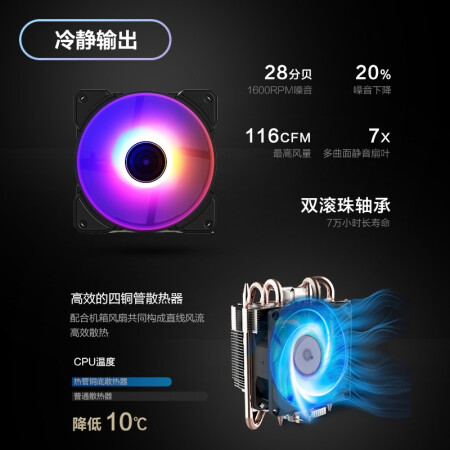 冷静输出
28分贝
1600RPM噪音
20%
噪音下降
116CFM
最高风量
7X
多曲面静音扇叶
双滚珠轴承
7万小时长寿命
高效的四铜管散热器
配合机箱风扇共同构成直线风流
高效散热
CPU温度
热管铜底散热器
普通散热器
降低10℃